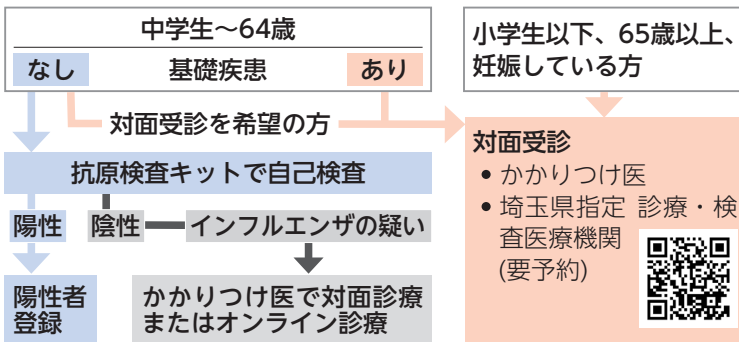 中学生～64歳
なし
基礎疾患
あり
対面受診を希望の方
抗原検査キットで自己検査
陽性
陰性
インフルエンザの疑い
陽性者
登録
かかりつけ医で対面診療
またはオンライン診療
小学生以下、65歳以上、
妊娠している方
対面受診
• かかりつけ医
• 埼玉県指定 診療・検
査医療機関
(要予約)